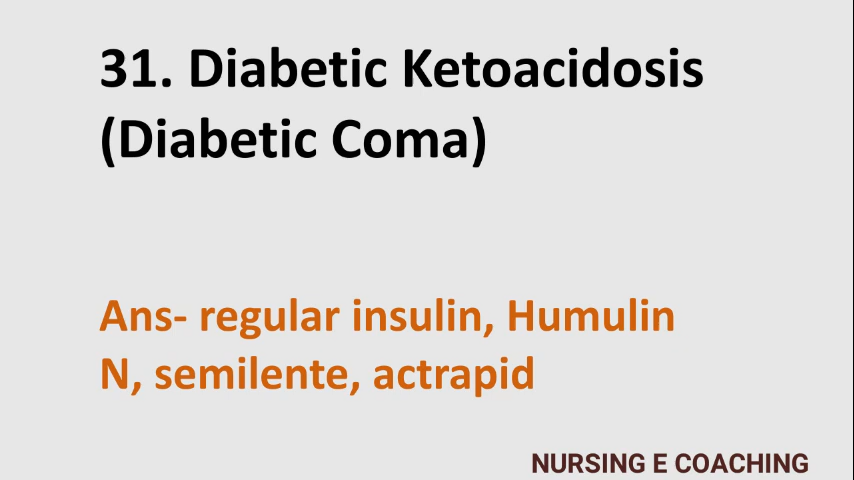 31. Diabetic Ketoacidosis
(Diabetic Coma)
Ans- regular insulin, Humulin
N, semilente, actrapid
NURSING E COACHING